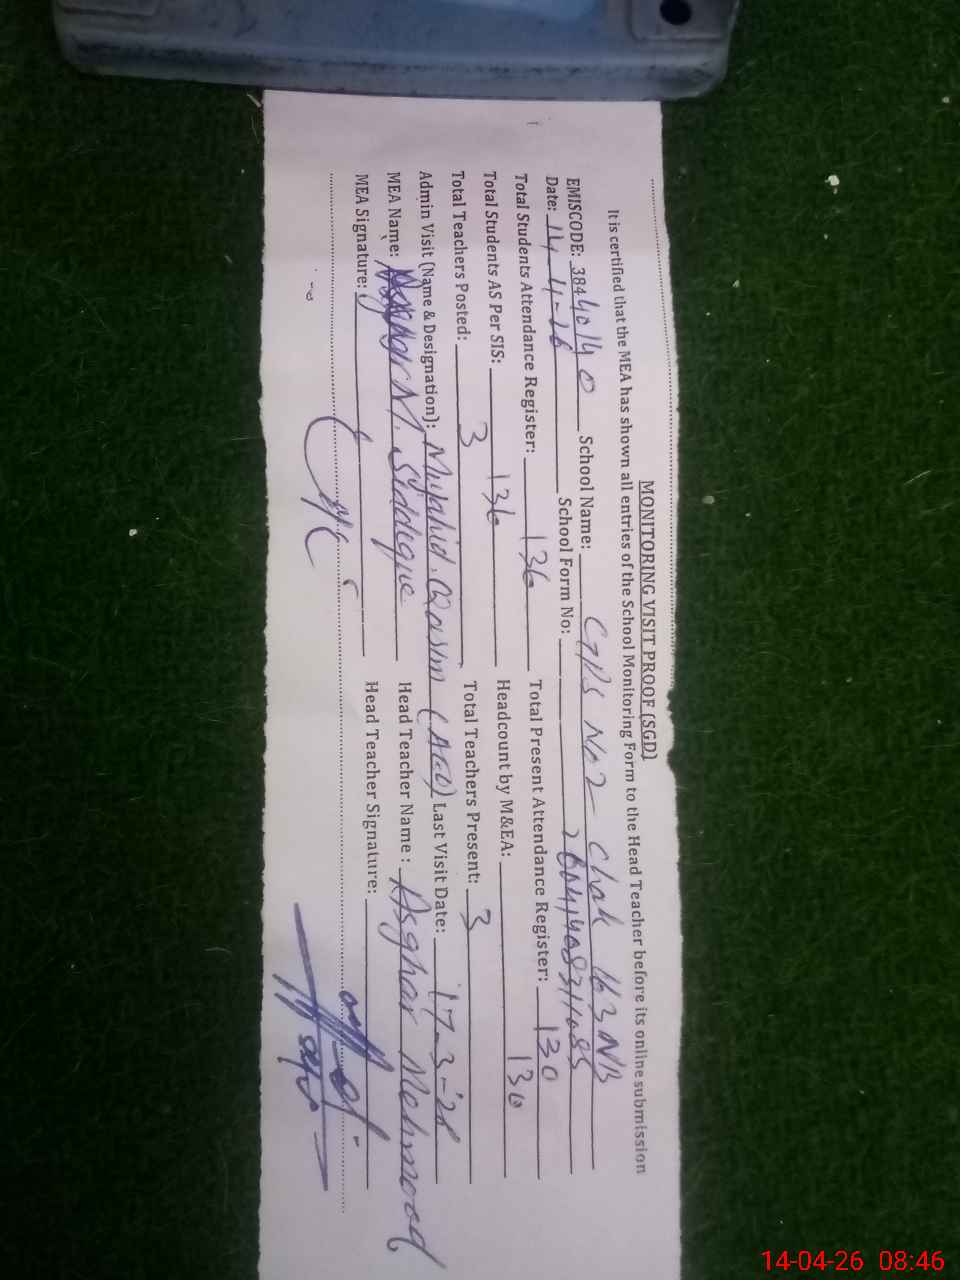 MONITORING VISIT PROOF (SGD)
It is certified that the MEA has shown all entries of the School Monitoring Form to the Head Teacher before its online submission
EMISCODE: 38440140 School Name: GPS No 2 Chak 163 NB
Date: 14-4-26 School Form No:
Total Students Attendance Register: 136 Total Present Attendance Register: 130
Total Students AS Per SIS: 136 Headcount by M&EA: 130
Total Teachers Posted: 3 Total Teachers Present: 3
Admin Visit (Name & Designation): Mujahid Qasim (AEO) Last Visit Date: 17-3-26
MEA Name: M. Siddique Head Teacher Name : Asghar Mehmood
MEA Signature: Head Teacher Signature:
14-04-26 08:46